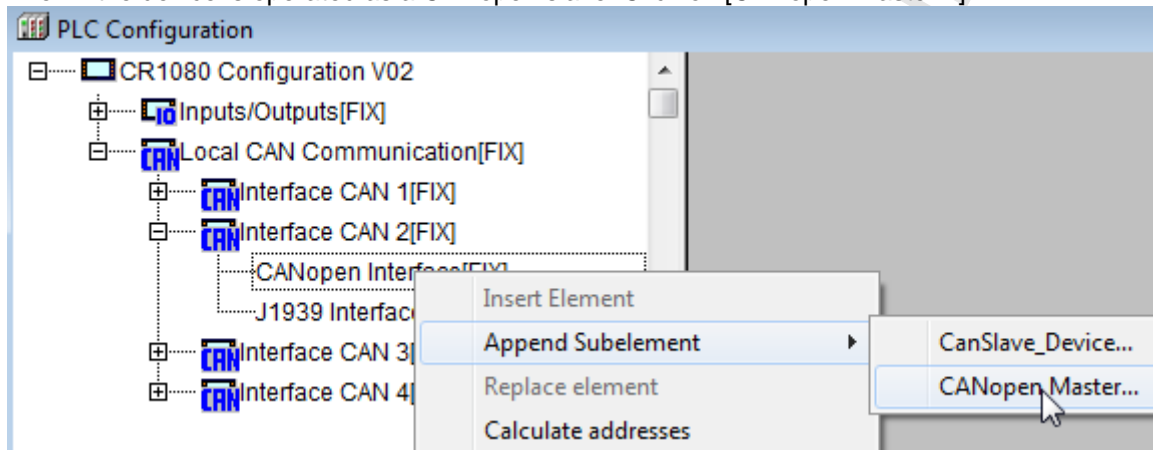 PLC Configuration
CR1080 Configuration V02
Inputs/Outputs[FIX]
Local CAN Communication[FIX]
Interface CAN 1[FIX]
Interface CAN 2[FIX]
CANopen Interface[FIX]
Insert Element
J1939 Interfac
Append Subelement
CanSlave_Device...
Interface CAN 3[
Replace element
CANopen Master...
Interface CAN 4[
Calculate addresses